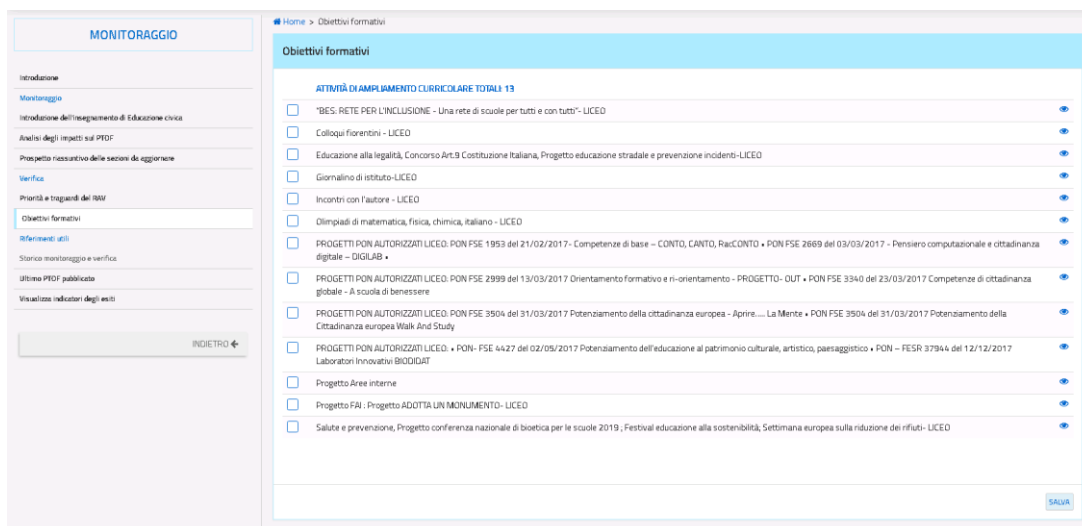 MONITORAGGIO
Introduzione
Monitoraggio
Introduzione dell'insegnamento di Educazione civica
Analisi degli impatti sul PTOF
Prospetto riassuntivo delle sezioni da aggiornare
Verifica
Priorità e traguardi del RAV
Obiettivi formativi
Riferimenti utili
Storico monitoraggio e verifica
Ultimo PTOF pubblicato
Visualizza indicatori degli esiti
INDIETRO
Home > Obiettivi formativi
Obiettivi formativi
ATTIVITÀ DI AMPLIAMENTO CURRICOLARE TOTALI: 13
"BES: RETE PER L'INCLUSIONE - Una rete di scuole per tutti e con tutti"- LICEO
Colloqui fiorentini - LICEO
Educazione alla legalità, Concorso Art.9 Costituzione Italiana, Progetto educazione stradale e prevenzione incidenti-LICEO
Giornalino di istituto-LICEO
Incontri con l'autore - LICEO
Olimpiadi di matematica, fisica, chimica, italiano - LICEO
PROGETTI PON AUTORIZZATI LICEO: PON FSE 1953 del 21/02/2017- Competenze di base – CONTO, CANTO, RacCONTO • PON FSE 2669 del 03/03/2017 - Pensiero computazionale e cittadinanza
digitale – DIGILAB •
PROGETTI PON AUTORIZZATI LICEO: PON FSE 2999 del 13/03/2017 Orientamento formativo e ri-orientamento - PROGETTO- OUT • PON FSE 3340 del 23/03/2017 Competenze di cittadinanza
globale - A scuola di benessere
PROGETTI PON AUTORIZZATI LICEO: PON FSE 3504 del 31/03/2017 Potenziamento della cittadinanza europea - Aprire..... La Mente • PON FSE 3504 del 31/03/2017 Potenziamento della
Cittadinanza europea Walk And Study
PROGETTI PON AUTORIZZATI LICEO: • PON- FSE 4427 del 02/05/2017 Potenziamento dell'educazione al patrimonio culturale, artistico, paesaggistico • PON – FESR 37944 del 12/12/2017
Laboratori Innovativi BIODIDAT
Progetto Aree interne
Progetto FAI : Progetto ADOTTA UN MONUMENTO- LICEO
Salute e prevenzione, Progetto conferenza nazionale di bioetica per le scuole 2019 ; Festival educazione alla sostenibilità; Settimana europea sulla riduzione dei rifiuti- LICEO
SALVA